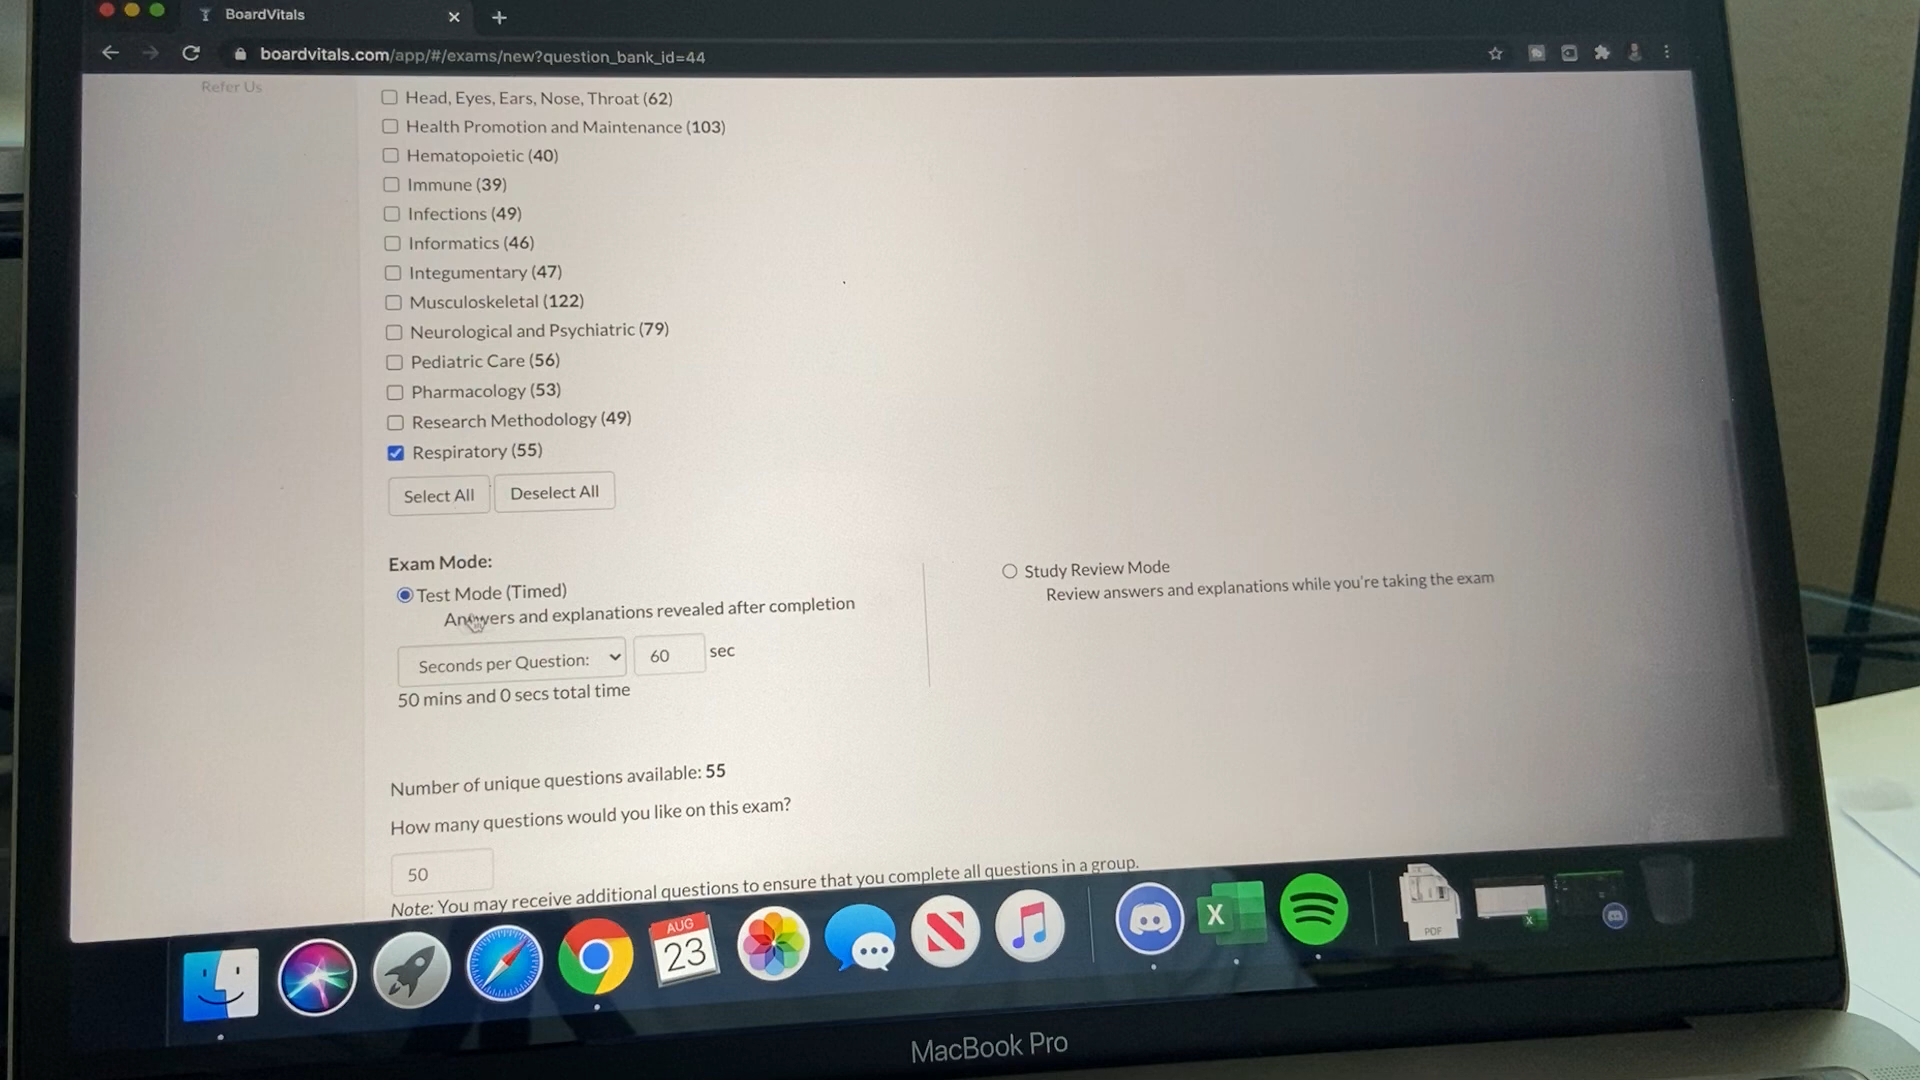 BoardVitals
boardvitals.com/app/#/exams/new?question_bank_id=44
Refer Us
Head, Eyes, Ears, Nose, Throat (62)
Health Promotion and Maintenance (103)
Hematopoietic (40)
Immune (39)
Infections (49)
Informatics (46)
Integumentary (47)
Musculoskeletal (122)
Neurological and Psychiatric (79)
Pediatric Care (56)
Pharmacology (53)
Research Methodology (49)
Respiratory (55)
Select All Deselect All
Exam Mode:
Test Mode (Timed)
Answers and explanations revealed after completion
Seconds per Question: 60 sec
50 mins and 0 secs total time
Study Review Mode
Review answers and explanations while you're taking the exam
Number of unique questions available: 55
How many questions would you like on this exam?
50
Note: You may receive additional questions to ensure that you complete all questions in a group.
AUG
23
X
PDF
X
MacBook Pro